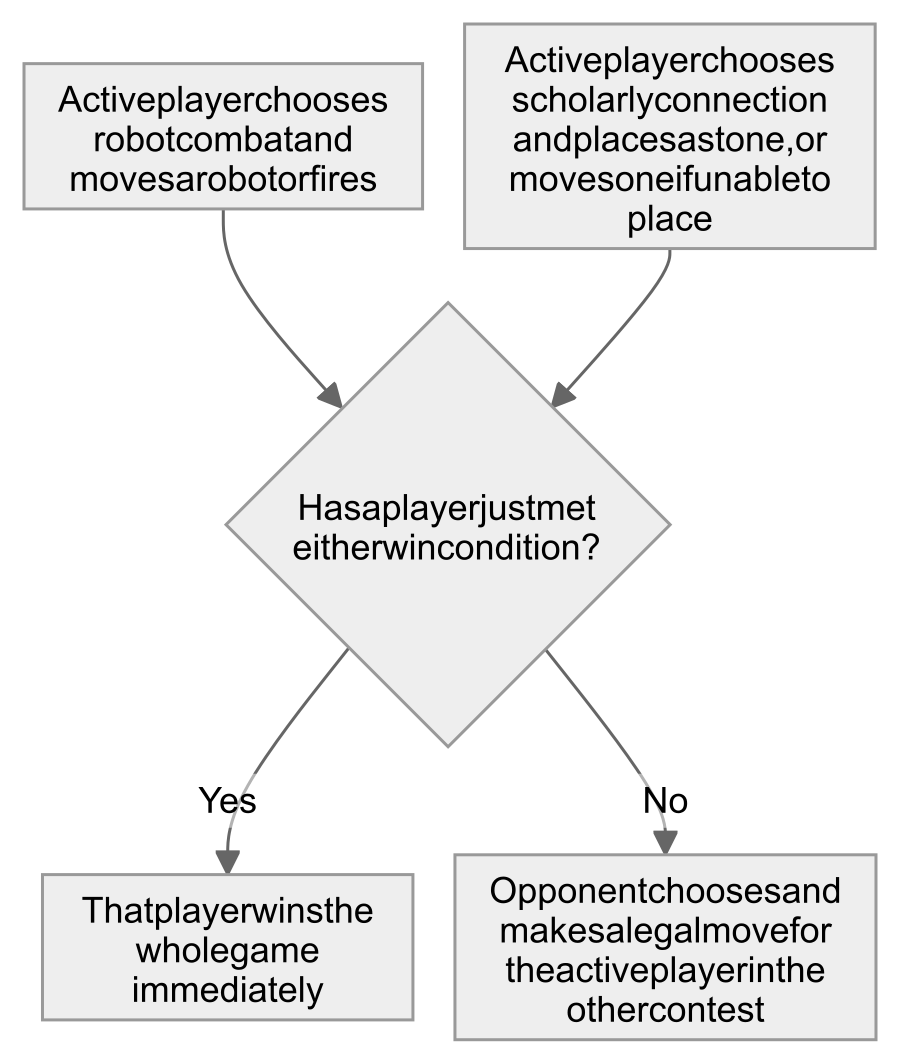 Activeplayerchooses
robotcombatand
movesarobotorfires
Activeplayerchooses
scholarlyconnection
andplacesastone,or
movesoneifunableto
place
Hasaplayerjustmet
eitherwincondition?
Yes
No
Thatplayerwinsthe
wholegame
immediately
Opponentchoosesand
makesalegalmovefor
theactiveplayerinthe
othercontest